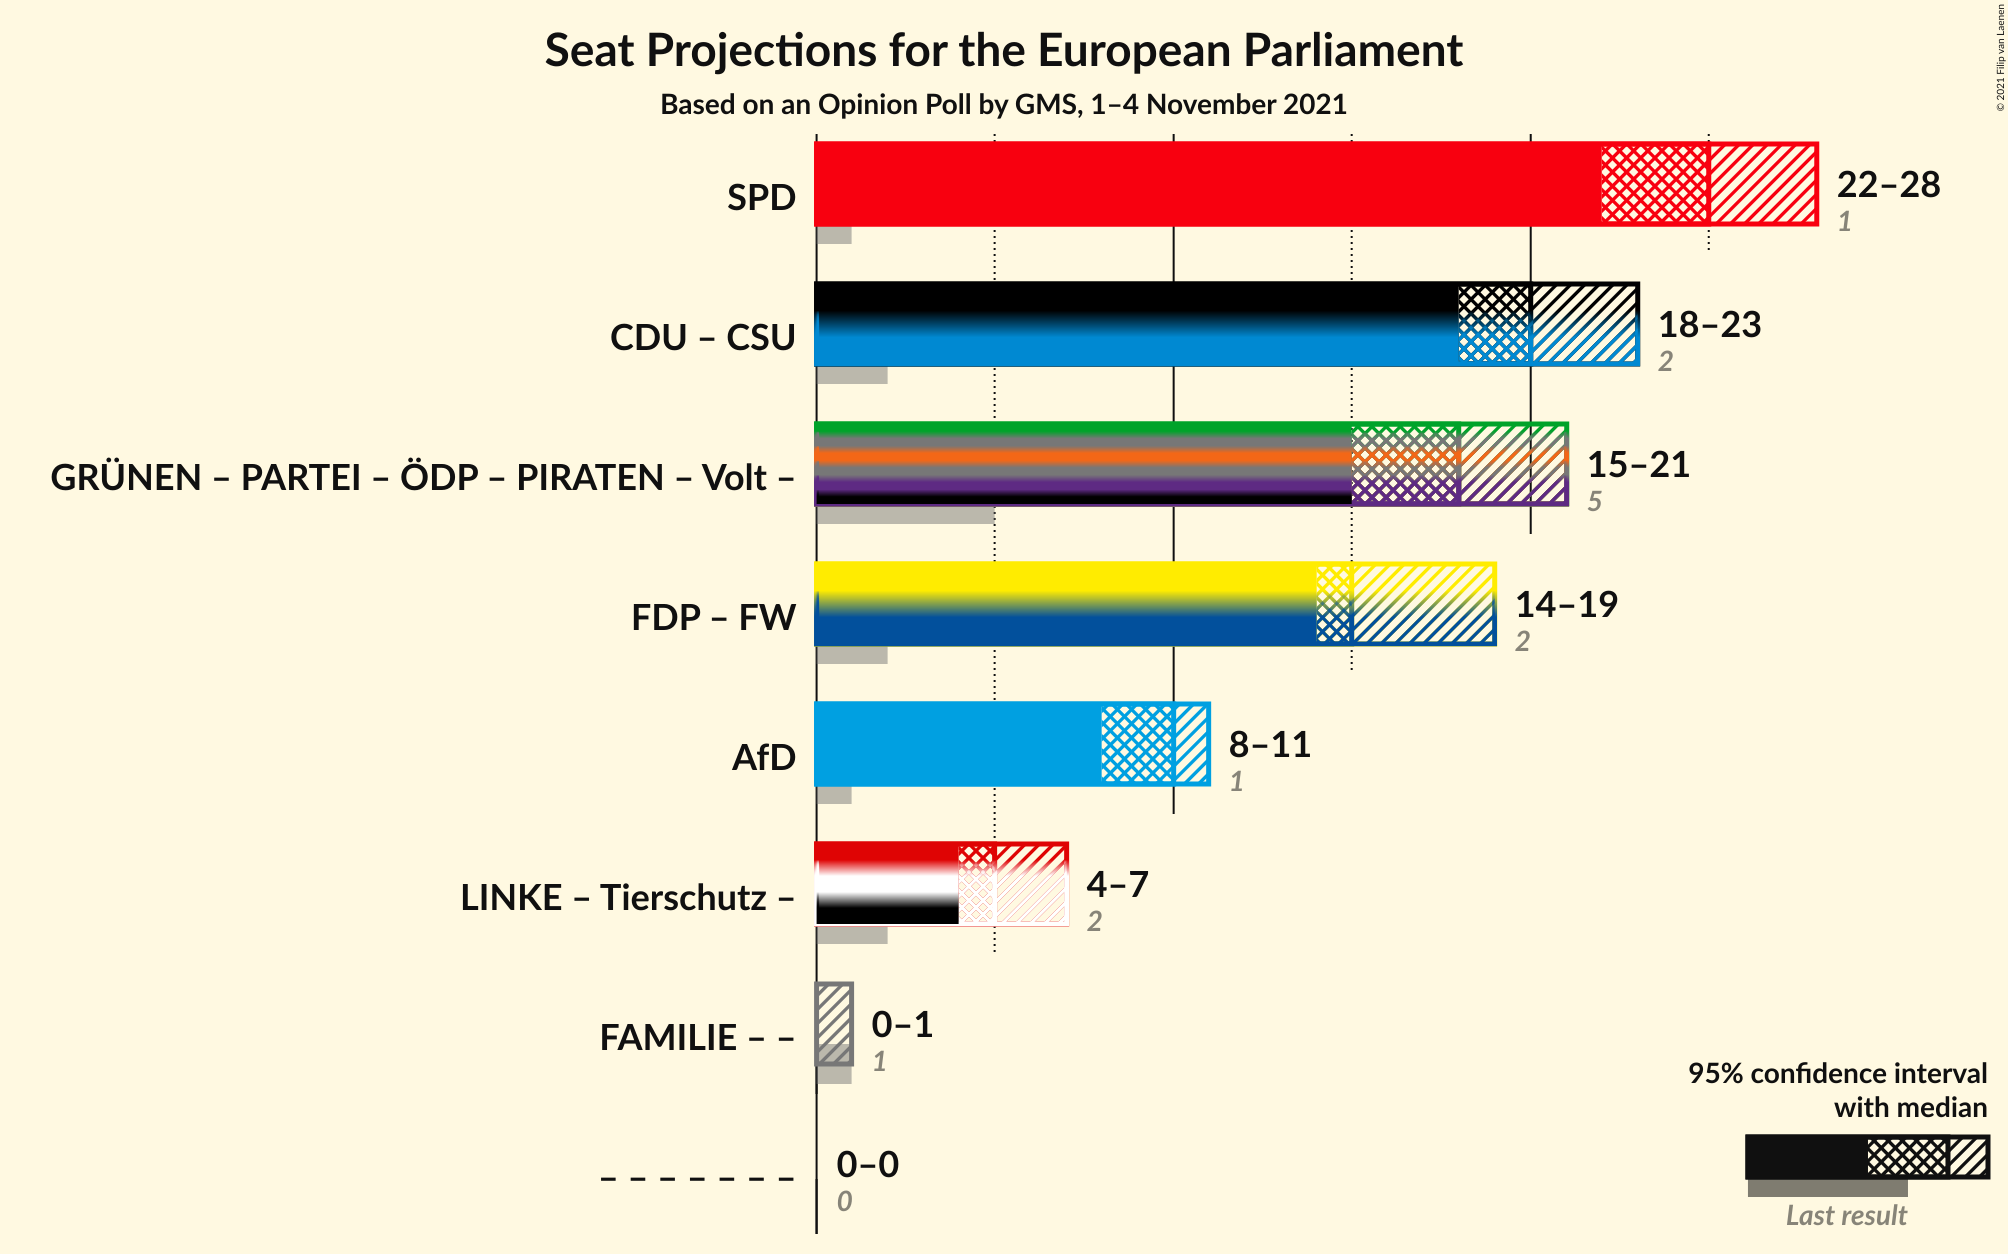 Seat Projections for the European Parliament
Based on an Opinion Poll by GMS, 1–4 November 2021
© 2021 Filip van Laenen
SPD
22–28
1
CDU – CSU
18–23
2
GRÜNEN – PARTEI – ÖDP – PIRATEN – Volt –
15–21
5
FDP – FW
14–19
2
AfD
8–11
1
LINKE – Tierschutz –
4–7
2
FAMILIE – –
0–1
1
– – – – – – –
0–0
0
95% confidence interval
with median
Last result